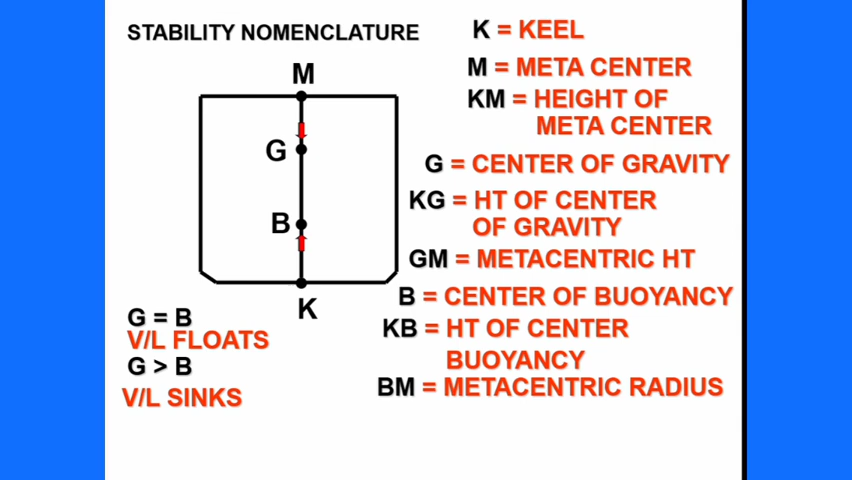 STABILITY NOMENCLATURE
M
G
B
K
G = B
V/L FLOATS
G > B
V/L SINKS
K = KEEL
M = META CENTER
KM = HEIGHT OF
META CENTER
G = CENTER OF GRAVITY
KG = HT OF CENTER
OF GRAVITY
GM = METACENTRIC HT
B = CENTER OF BUOYANCY
KB = HT OF CENTER
BUOYANCY
BM = METACENTRIC RADIUS